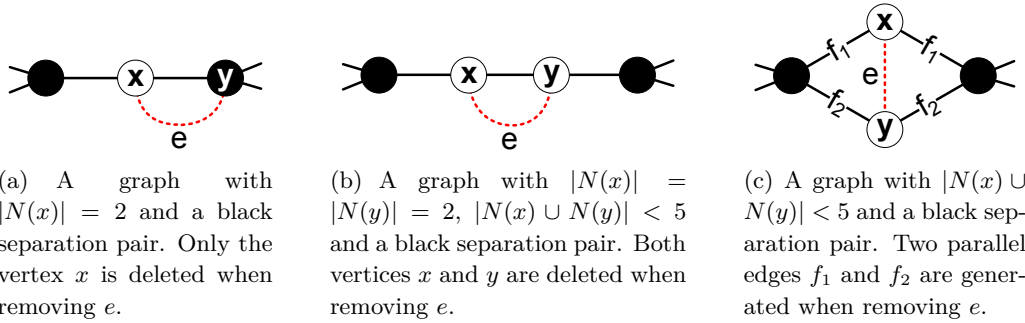 x y e
x y e
x f₁ f₁ e f₂ f₂ y
(a) A graph with
|N(x)| = 2 and a black
separation pair. Only the
vertex x is deleted when
removing e.
(b) A graph with |N(x)| =
|N(y)| = 2, |N(x) ∪ N(y)| < 5
and a black separation pair. Both
vertices x and y are deleted when
removing e.
(c) A graph with |N(x) ∪
N(y)| < 5 and a black sep-
aration pair. Two parallel
edges f₁ and f₂ are gener-
ated when removing e.